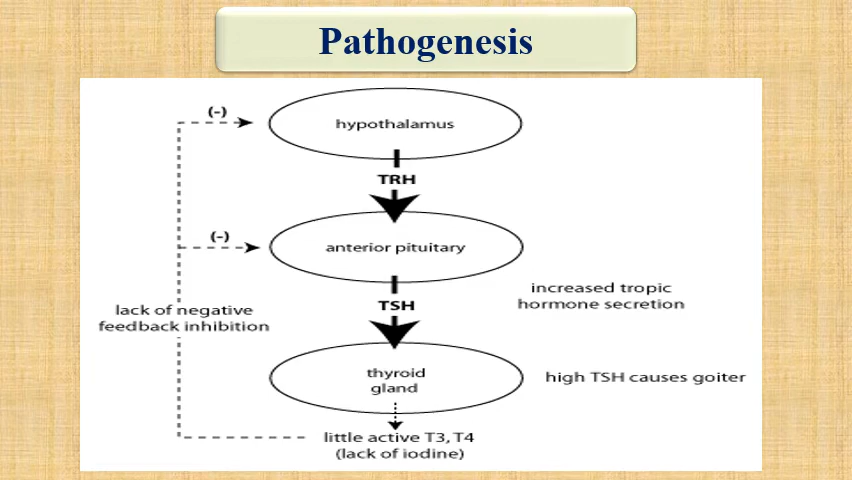 Pathogenesis
(-)
hypothalamus
TRH
(-)
anterior pituitary
increased tropic
hormone secretion
TSH
lack of negative
feedback inhibition
thyroid
gland
high TSH causes goiter
little active T3, T4
(lack of iodine)